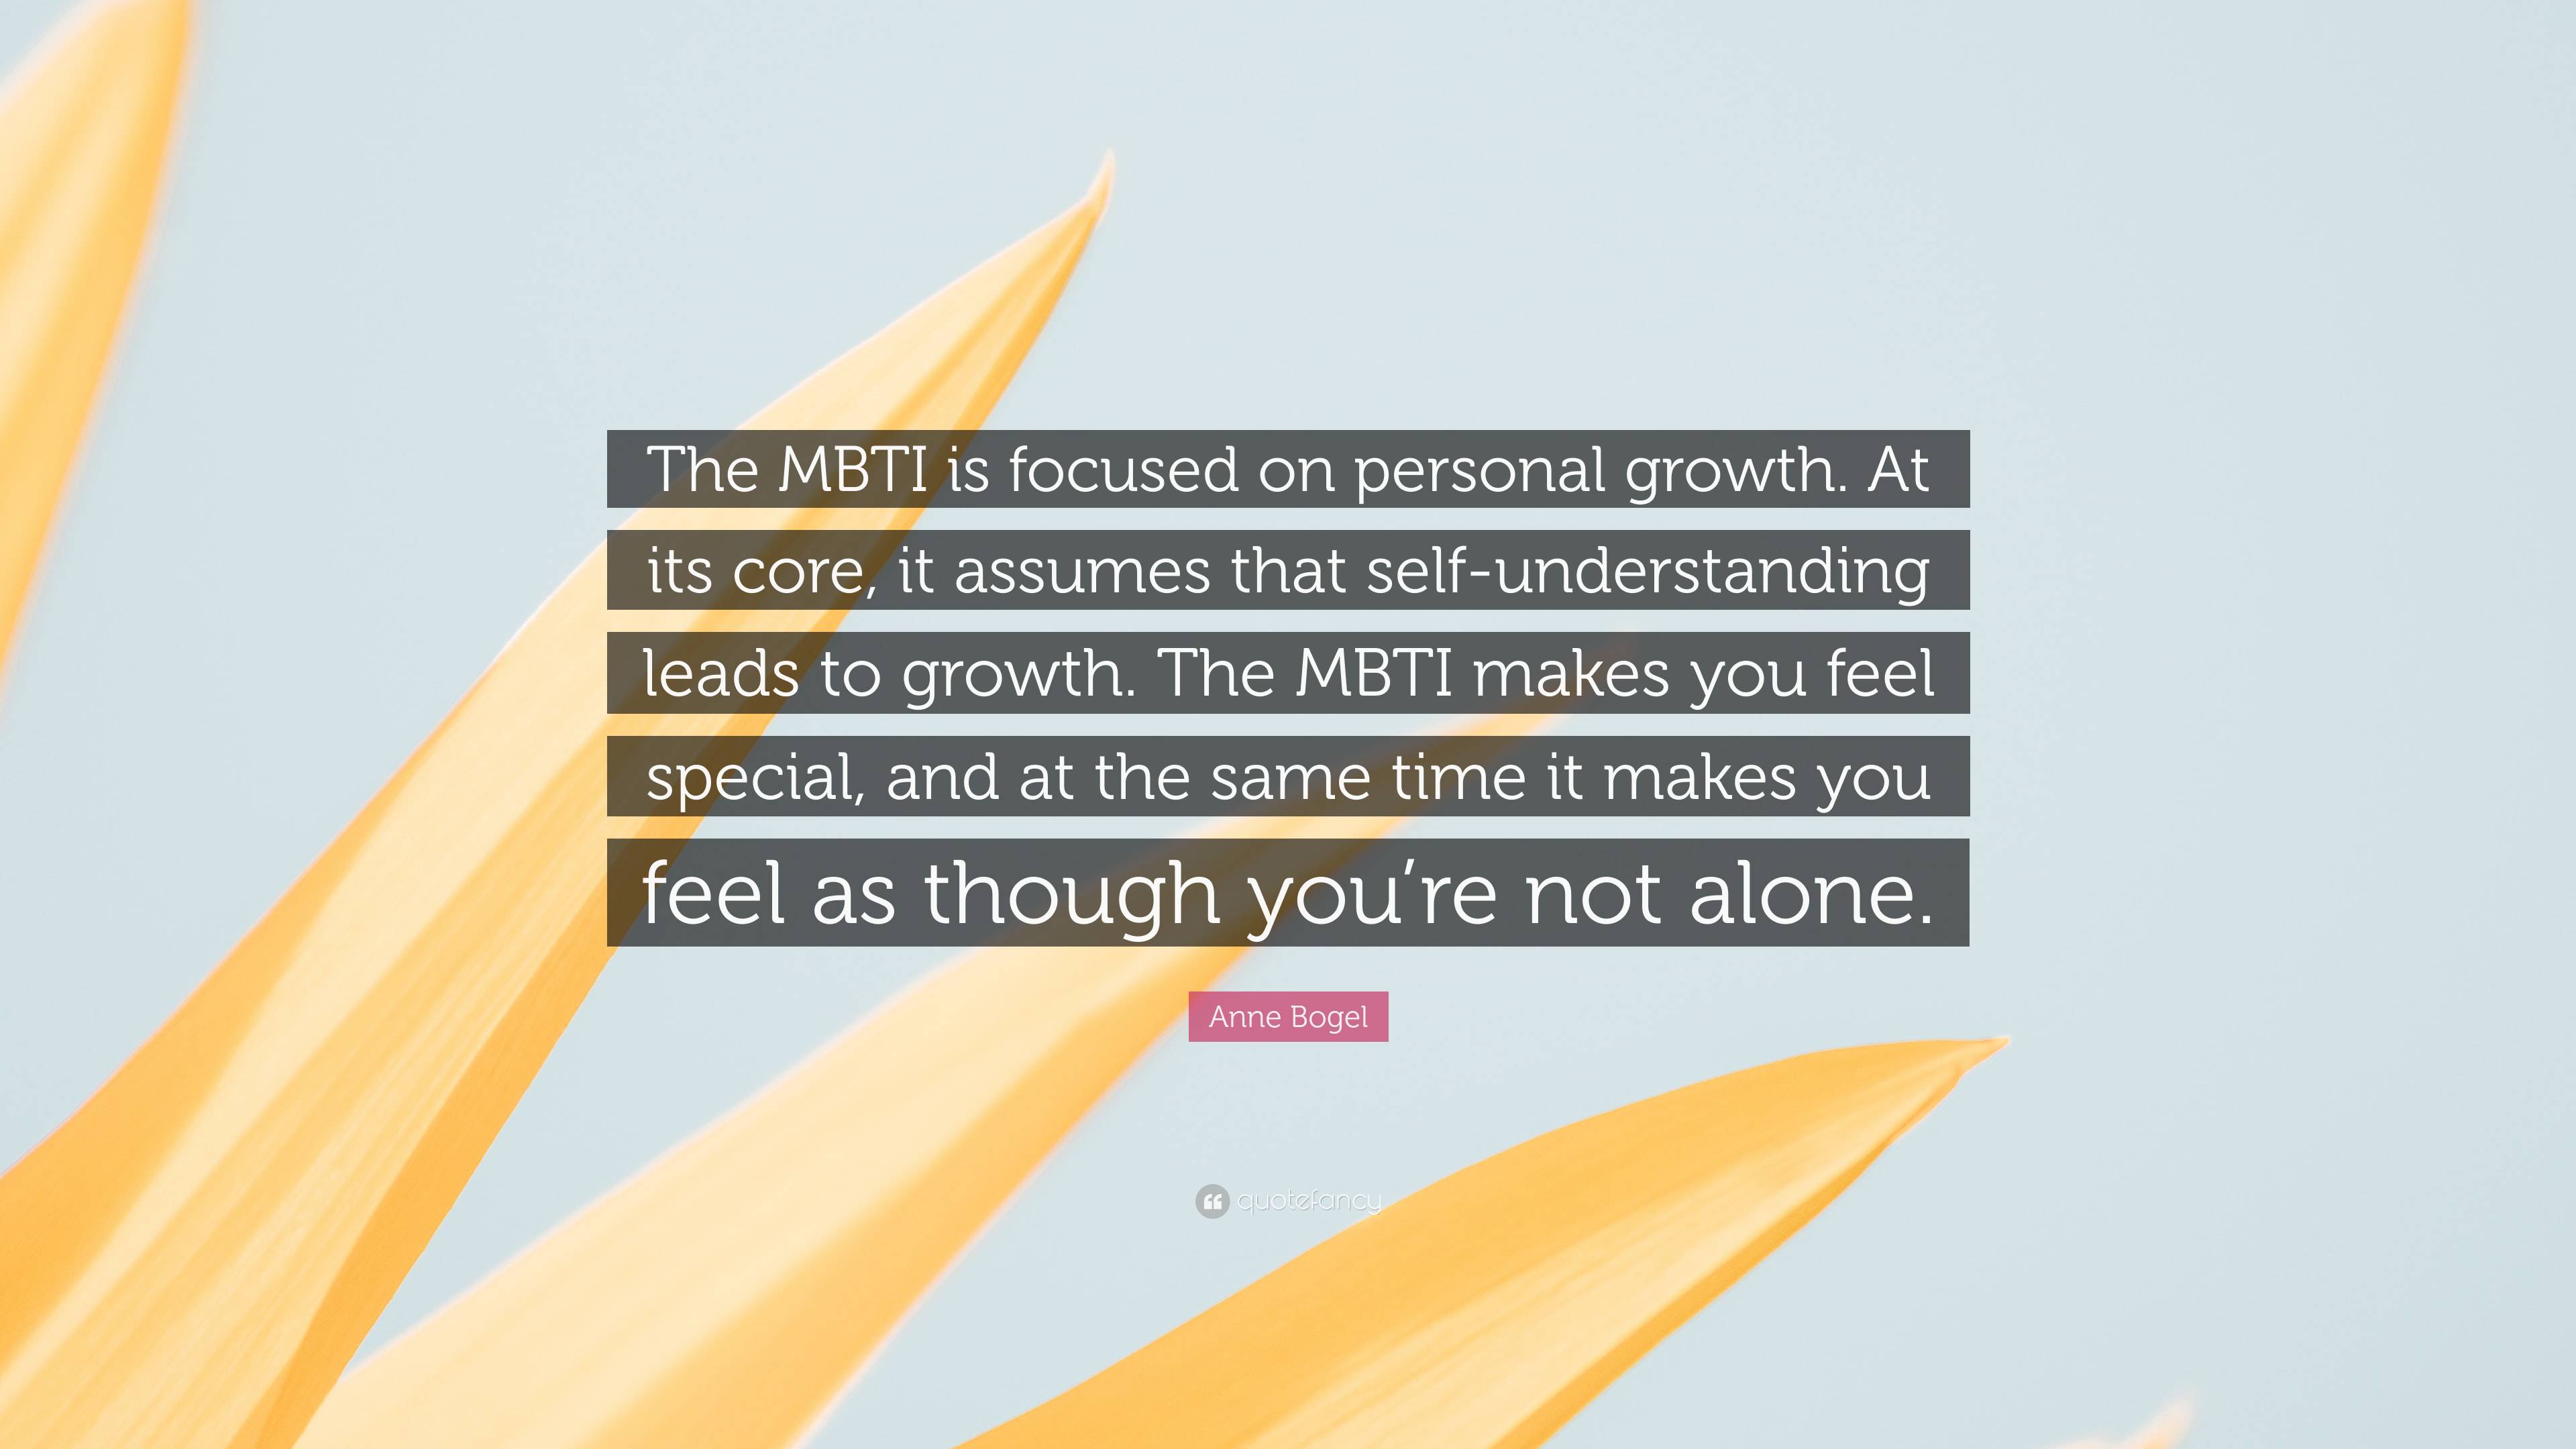 The MBTI is focused on personal growth. At
its core, it assumes that self-understanding
leads to growth. The MBTI makes you feel
special, and at the same time it makes you
feel as though you’re not alone.
Anne Bogel
quotefancy